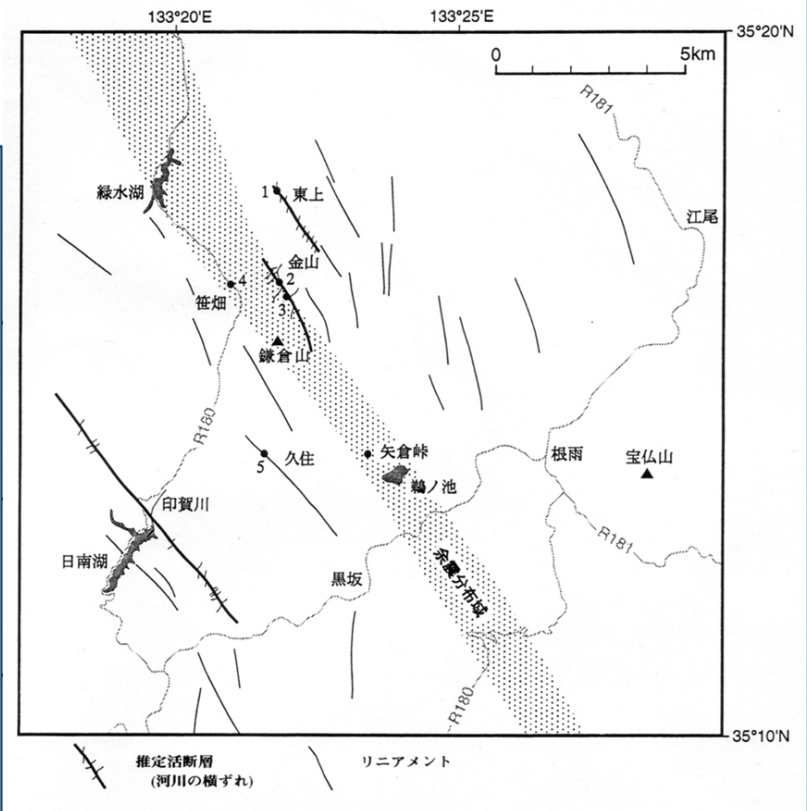 133°20'E
133°25'E
35°20'N
0 5km
R181
緑水湖
1 東上
江尾
金山
2
4
笹畑
3
鎌倉山
R180
根雨
宝仏山
矢倉峠
久住
5
鵜ノ池
印賀川
R181
日南湖
黒坂
余震分布域
R180
35°10'N
推定活断層
(河川の横ずれ)
リニアメント